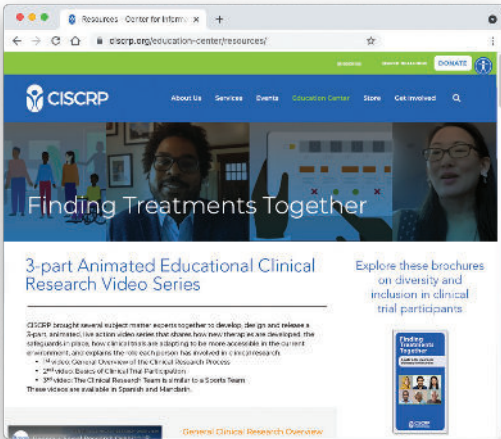 Resources - Center for Inform
ciscrp.org/education-center/resources/
DONATE
CISCRP
About Us Services Events Education Center Store Get Involved
Finding Treatments Together
3-part Animated Educational Clinical
Research Video Series
CISCRP brought several subject matter experts together to develop, design and release a
3-part, animated, live action video series that shares how new therapies are developed, the
safeguards in place, how clinical trials are adapting to be more accessible in the current
environment, and explains the role each person has involved in clinical research.
• 1st video: General Overview of the Clinical Research Process
• 2nd video: Basics of Clinical Trial Participation
• 3rd video: The Clinical Research Team is similar to a Sports Team
These videos are available in Spanish and Mandarin.
Explore these brochures
on diversity and
inclusion in clinical
trial participants
Finding
Treatments
Together
CISCRP
General Clinical Research Overview